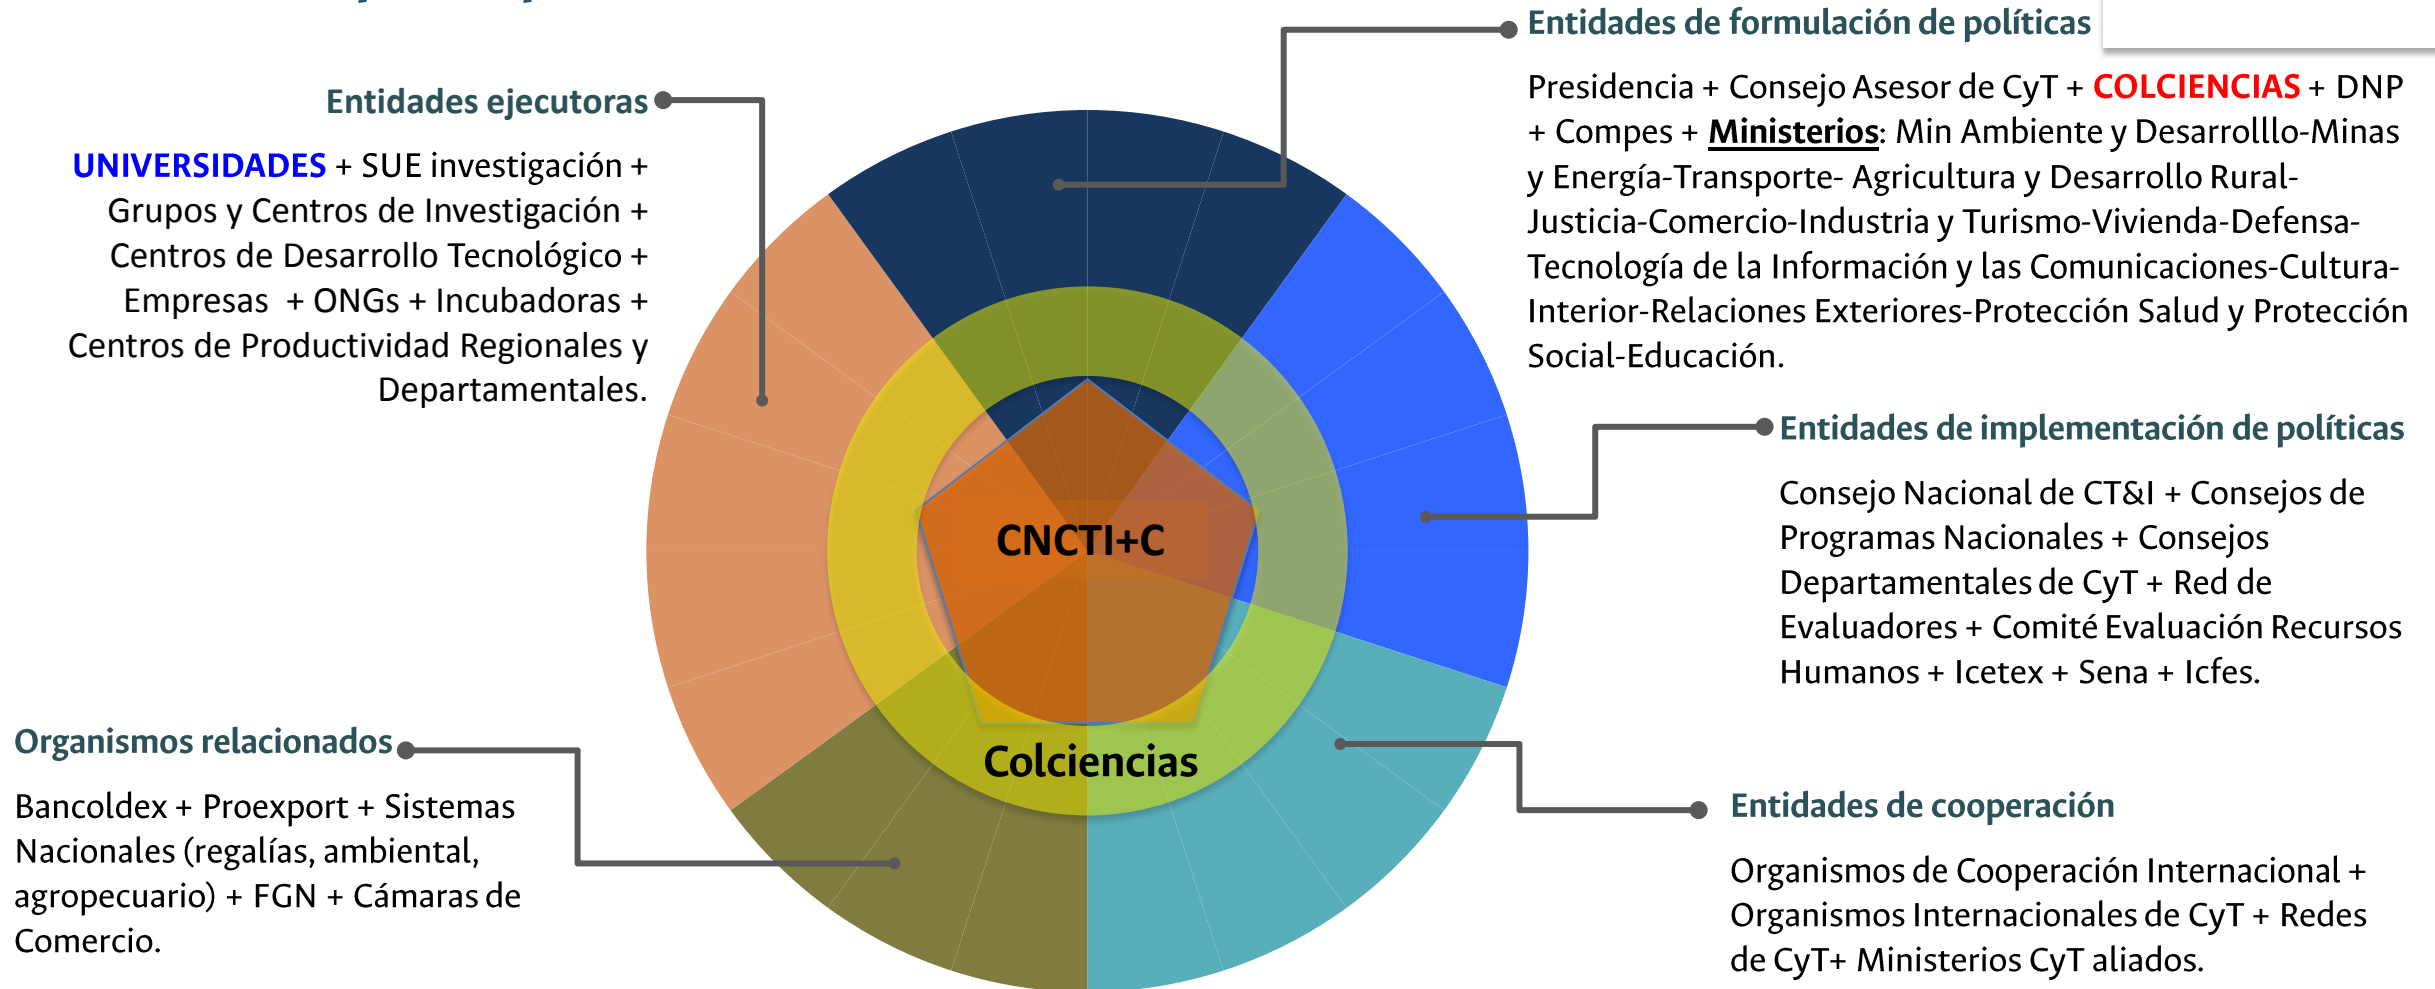 Entidades de formulación de políticas
Presidencia + Consejo Asesor de CyT + COLCIENCIAS + DNP
+ Compes + Ministerios: Min Ambiente y Desarrolllo-Minas
y Energía-Transporte- Agricultura y Desarrollo Rural-
Justicia-Comercio-Industria y Turismo-Vivienda-Defensa-
Tecnología de la Información y las Comunicaciones-Cultura-
Interior-Relaciones Exteriores-Protección Salud y Protección
Social-Educación.
Entidades ejecutoras
UNIVERSIDADES + SUE investigación +
Grupos y Centros de Investigación +
Centros de Desarrollo Tecnológico +
Empresas + ONGs + Incubadoras +
Centros de Productividad Regionales y
Departamentales.
Entidades de implementación de políticas
Consejo Nacional de CT&I + Consejos de
Programas Nacionales + Consejos
Departamentales de CyT + Red de
Evaluadores + Comité Evaluación Recursos
Humanos + Icetex + Sena + Icfes.
CNCTI+C
Colciencias
Organismos relacionados
Bancoldex + Proexport + Sistemas
Nacionales (regalías, ambiental,
agropecuario) + FGN + Cámaras de
Comercio.
Entidades de cooperación
Organismos de Cooperación Internacional +
Organismos Internacionales de CyT + Redes
de CyT+ Ministerios CyT aliados.